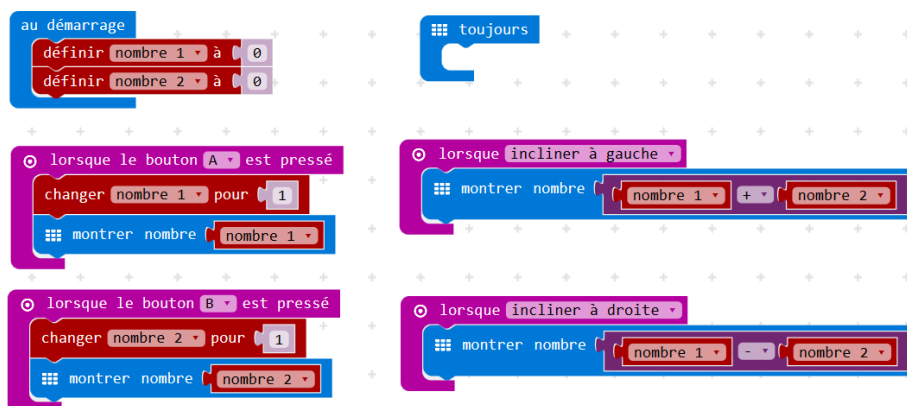 au démarrage
définir nombre 1 à 0
définir nombre 2 à 0
toujours
lorsque le bouton A est pressé
changer nombre 1 pour 1
montrer nombre nombre 1
lorsque incliner à gauche
montrer nombre nombre 1 + nombre 2
lorsque le bouton B est pressé
changer nombre 2 pour 1
montrer nombre nombre 2
lorsque incliner à droite
montrer nombre nombre 1 - nombre 2